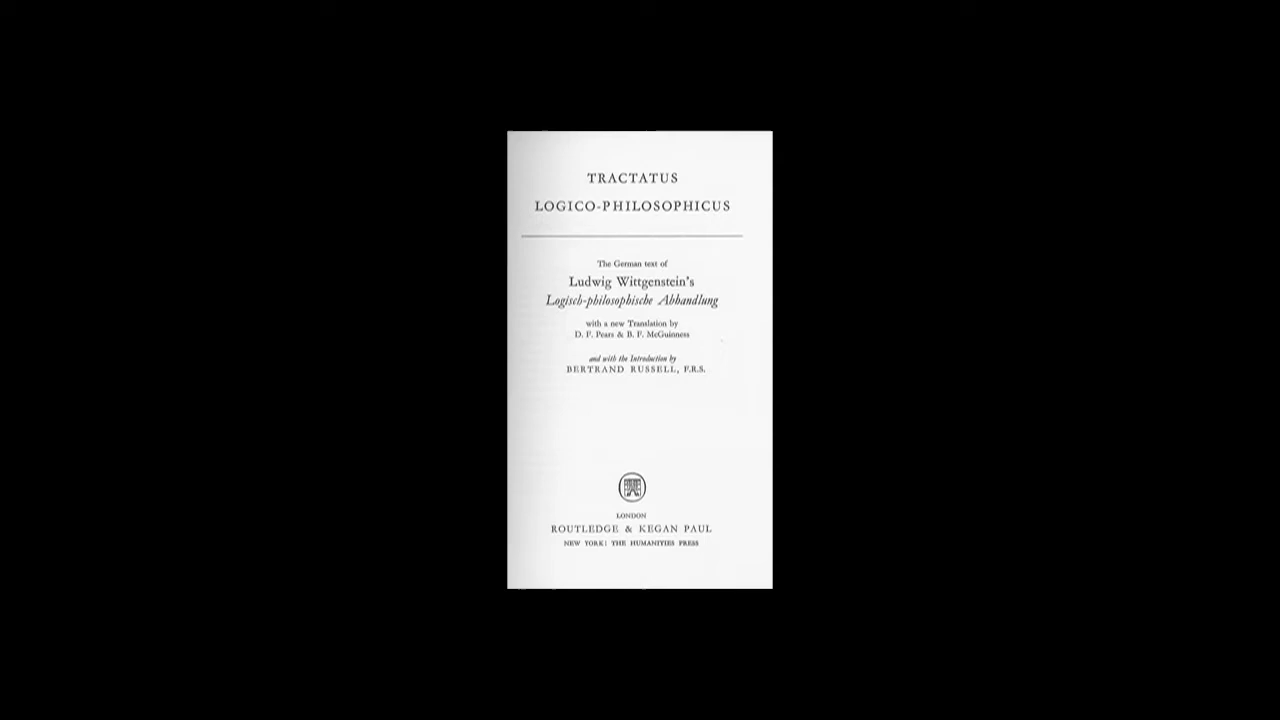 TRACTATUS
LOGICO-PHILOSOPHICUS
The German text of
Ludwig Wittgenstein's
Logisch-philosophische Abhandlung
with a new Translation by
D. F. Pears & B. F. McGuinness
and with the Introduction by
BERTRAND RUSSELL, F.R.S.
LONDON
ROUTLEDGE & KEGAN PAUL
NEW YORK: THE HUMANITIES PRESS